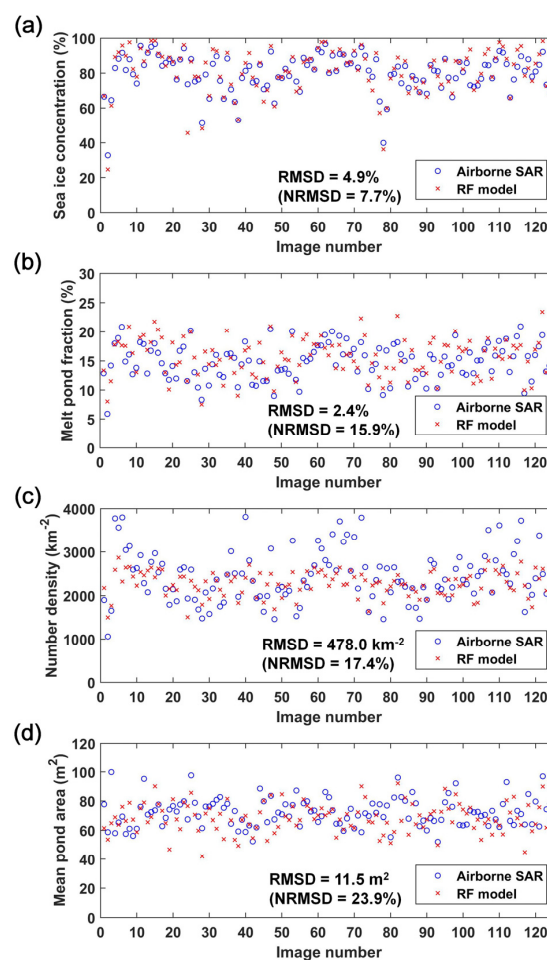 (a)
Sea ice concentration (%)
100
80
60
40
20
0
RMSD = 4.9%
(NRMSD = 7.7%)
Airborne SAR
RF model
0 10 20 30 40 50 60 70 80 90 100 110 120
Image number
(b)
Melt pond fraction (%)
30
25
20
15
10
5
0
RMSD = 2.4%
(NRMSD = 15.9%)
Airborne SAR
RF model
0 10 20 30 40 50 60 70 80 90 100 110 120
Image number
(c)
Number density (km⁻²)
4000
3000
2000
1000
0
RMSD = 478.0 km⁻²
(NRMSD = 17.4%)
Airborne SAR
RF model
0 10 20 30 40 50 60 70 80 90 100 110 120
Image number
(d)
Mean pond area (m²)
120
100
80
60
40
20
0
RMSD = 11.5 m²
(NRMSD = 23.9%)
Airborne SAR
RF model
0 10 20 30 40 50 60 70 80 90 100 110 120
Image number